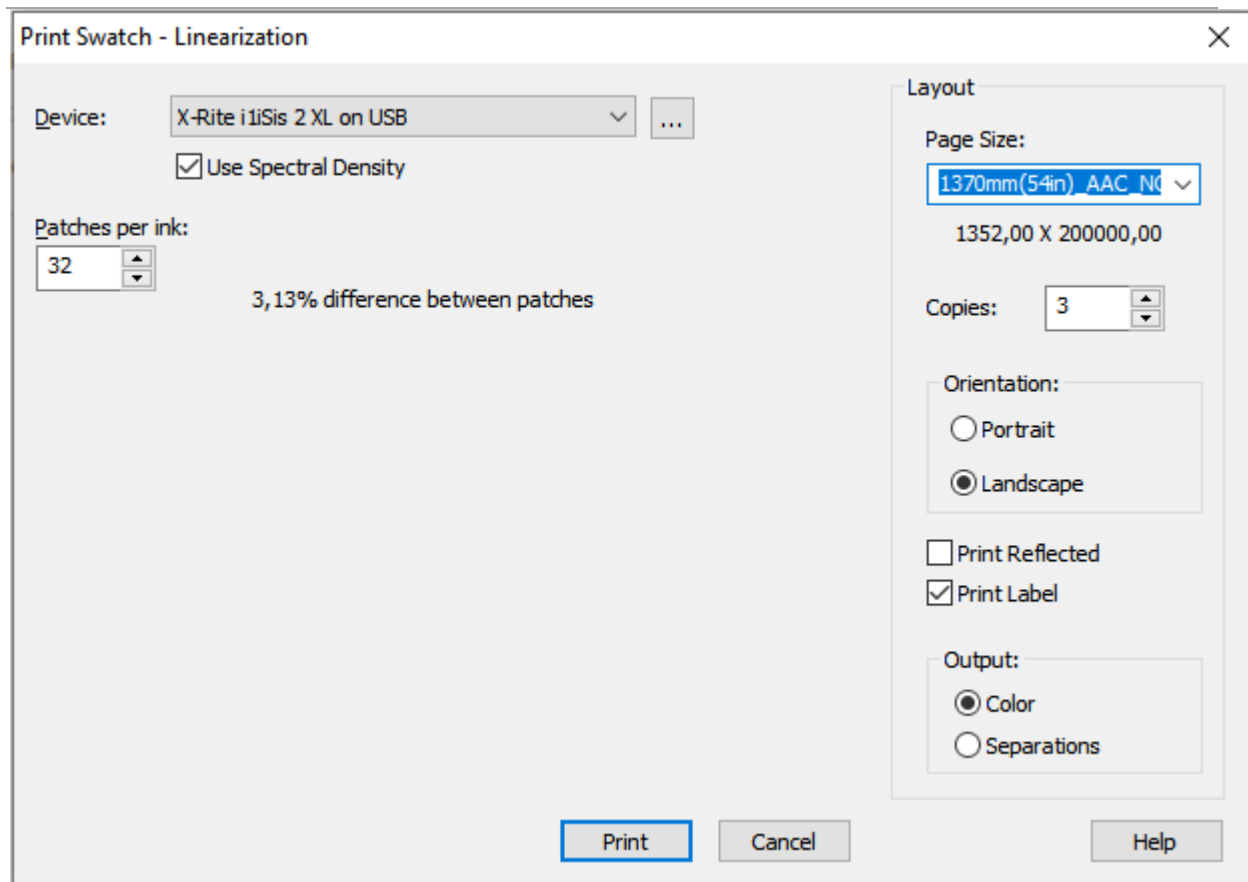 Print Swatch - Linearization
Device:
X-Rite i1iSis 2 XL on USB
...
Use Spectral Density
Patches per ink:
32
3,13% difference between patches
Layout
Page Size:
1370mm(54in)_AAC_NO
1352,00 X 200000,00
Copies:
3
Orientation:
Portrait
Landscape
Print Reflected
Print Label
Output:
Color
Separations
Print
Cancel
Help